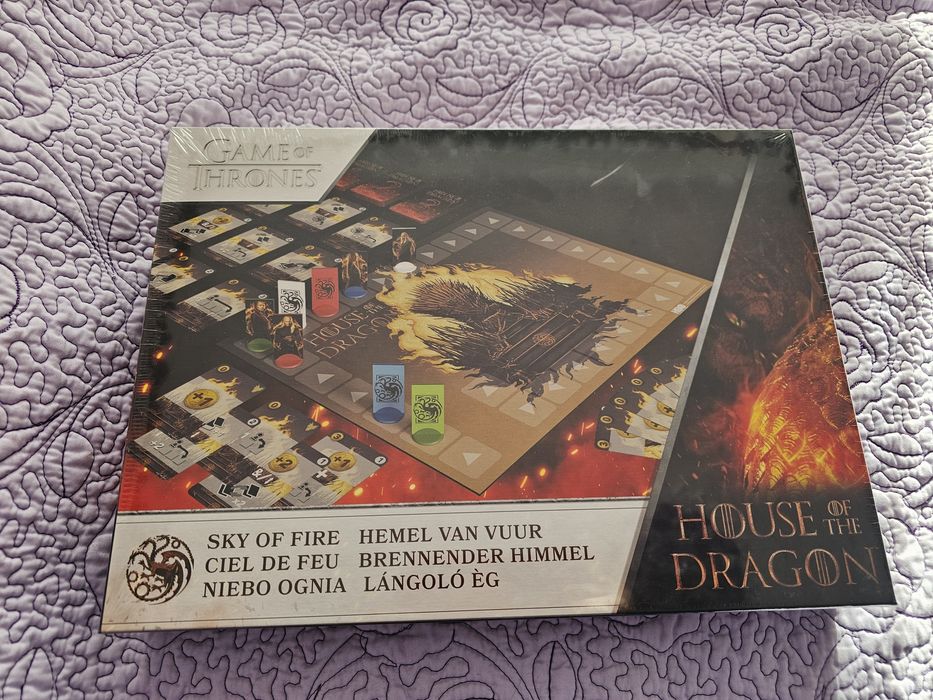 GAME OF
THRONES
HOUSE OF THE
DRAGON
SKY OF FIRE HEMEL VAN VUUR
CIEL DE FEU BRENNENDER HIMMEL
NIEBO OGNIA LÁNGOLÓ ÈG
HOUSE OF THE
DRAGON